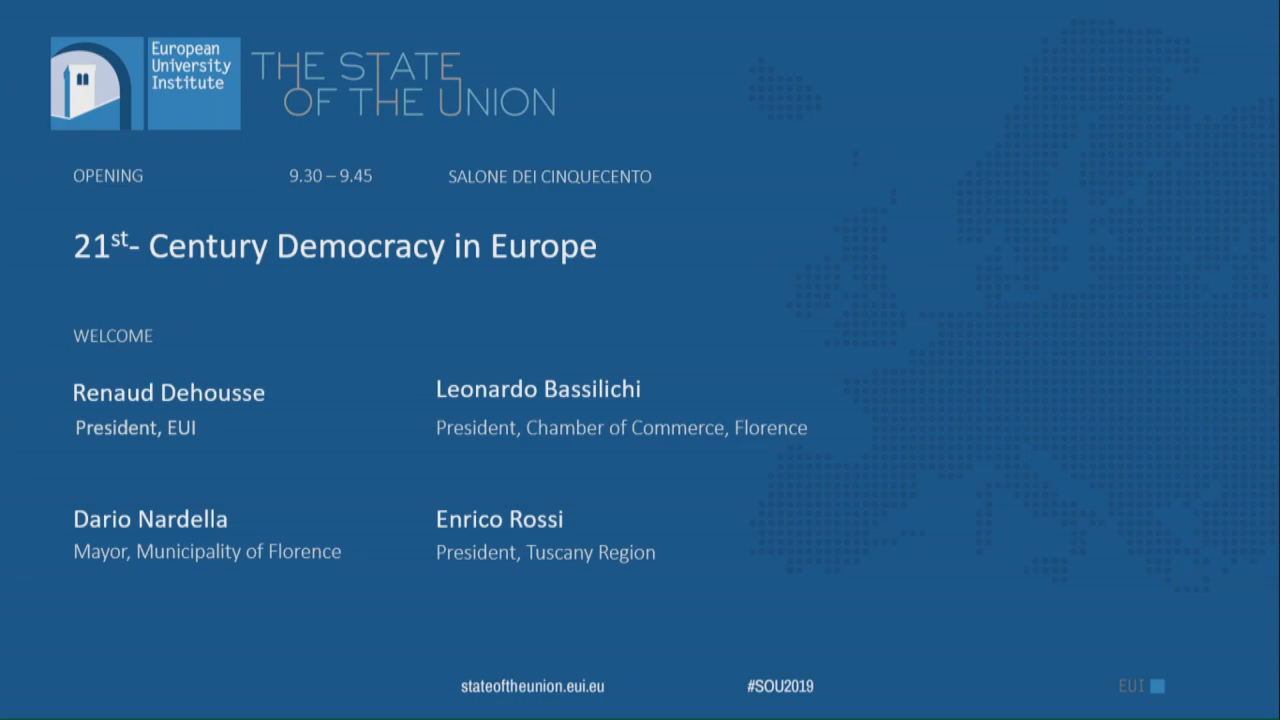 European
University
Institute
THE STATE
OF THE UNION
OPENING 9.30 – 9.45 SALONE DEI CINQUECENTO
21st- Century Democracy in Europe
WELCOME
Renaud Dehousse
President, EUI
Leonardo Bassilichi
President, Chamber of Commerce, Florence
Dario Nardella
Mayor, Municipality of Florence
Enrico Rossi
President, Tuscany Region
stateoftheunion.eui.eu #SOU2019 EUI